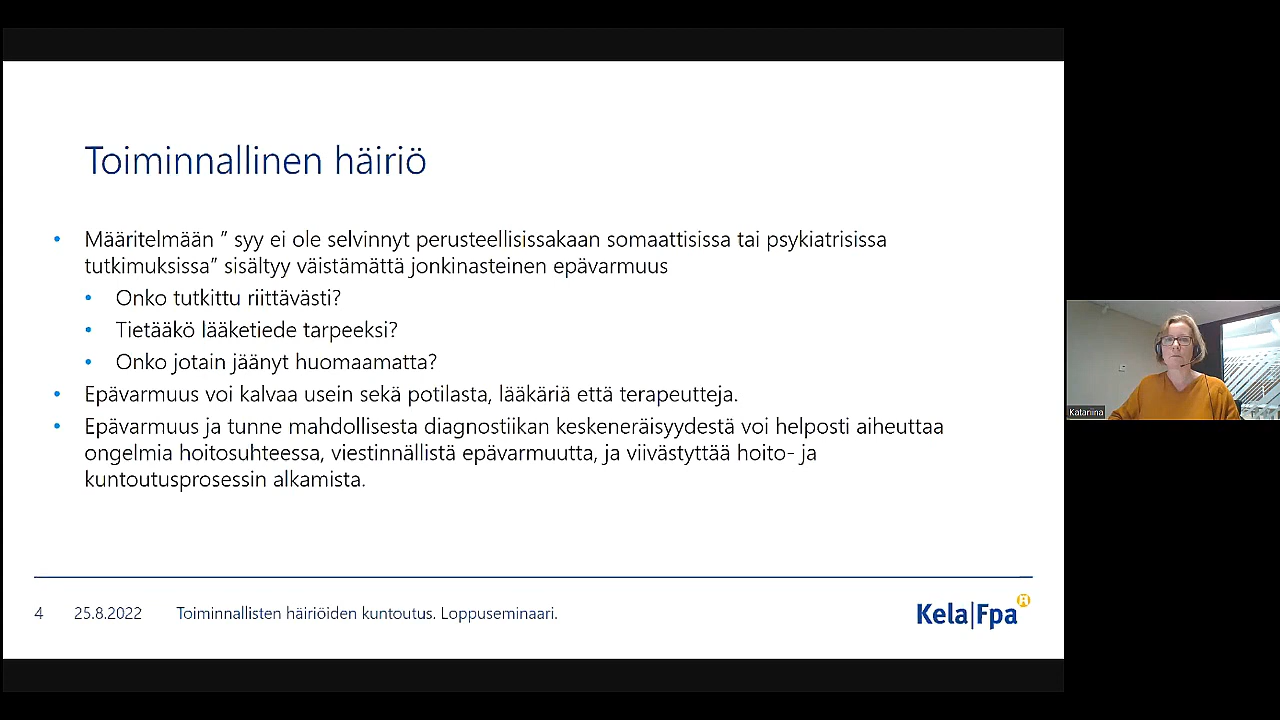 Toiminnallinen häiriö
• Määritelmään ” syy ei ole selvinnyt perusteellisissakaan somaattisissa tai psykiatrisissa
tutkimuksissa” sisältyy väistämättä jonkinasteinen epävarmuus
• Onko tutkittu riittävästi?
• Tietääkö lääketiede tarpeeksi?
• Onko jotain jäänyt huomaamatta?
• Epävarmuus voi kalvaa usein sekä potilasta, lääkäriä että terapeutteja.
• Epävarmuus ja tunne mahdollisesta diagnostiikan keskeneräisyydestä voi helposti aiheuttaa
ongelmia hoitosuhteessa, viestinnällistä epävarmuutta, ja viivästyttää hoito- ja
kuntoutusprosessin alkamista.
4 25.8.2022 Toiminnallisten häiriöiden kuntoutus. Loppuseminaari.
Kela|Fpa
Katariina